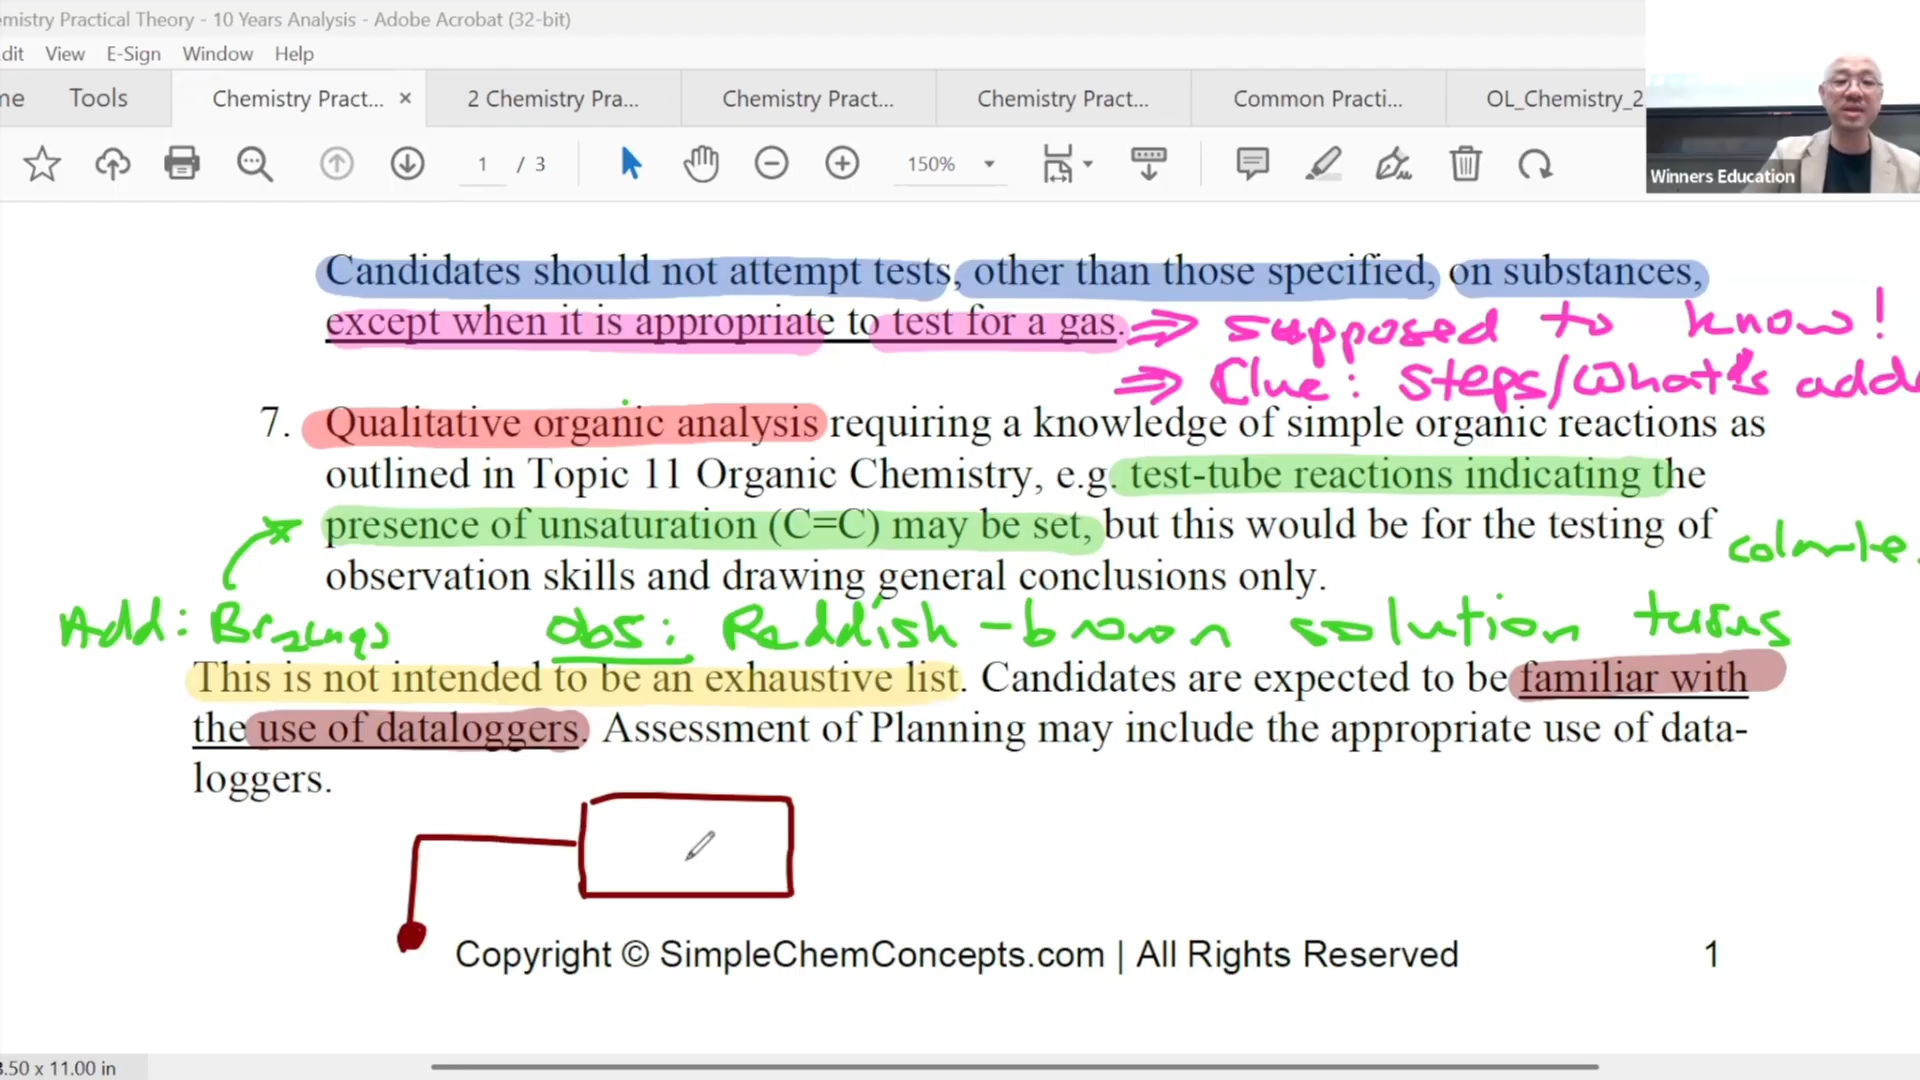 emistry Practical Theory - 10 Years Analysis - Adobe Acrobat (32-bit)
dit View E-Sign Window Help
me Tools Chemistry Pract... × 2 Chemistry Pra... Chemistry Pract... Chemistry Pract... Common Practi... OL_Chemistry_2
1 / 3 150%
Winners Education
Candidates should not attempt tests, other than those specified, on substances,
except when it is appropriate to test for a gas. ⇒ supposed to know!
⇒ Clue: steps/what's adde
7. Qualitative organic analysis requiring a knowledge of simple organic reactions as
outlined in Topic 11 Organic Chemistry, e.g. test-tube reactions indicating the
presence of unsaturation (C=C) may be set, but this would be for the testing of
observation skills and drawing general conclusions only.
Add: Br2(aq) obs: Reddish-brown solution turns
This is not intended to be an exhaustive list. Candidates are expected to be familiar with
the use of dataloggers. Assessment of Planning may include the appropriate use of data-
loggers.
Copyright © SimpleChemConcepts.com | All Rights Reserved 1
8.50 x 11.00 in